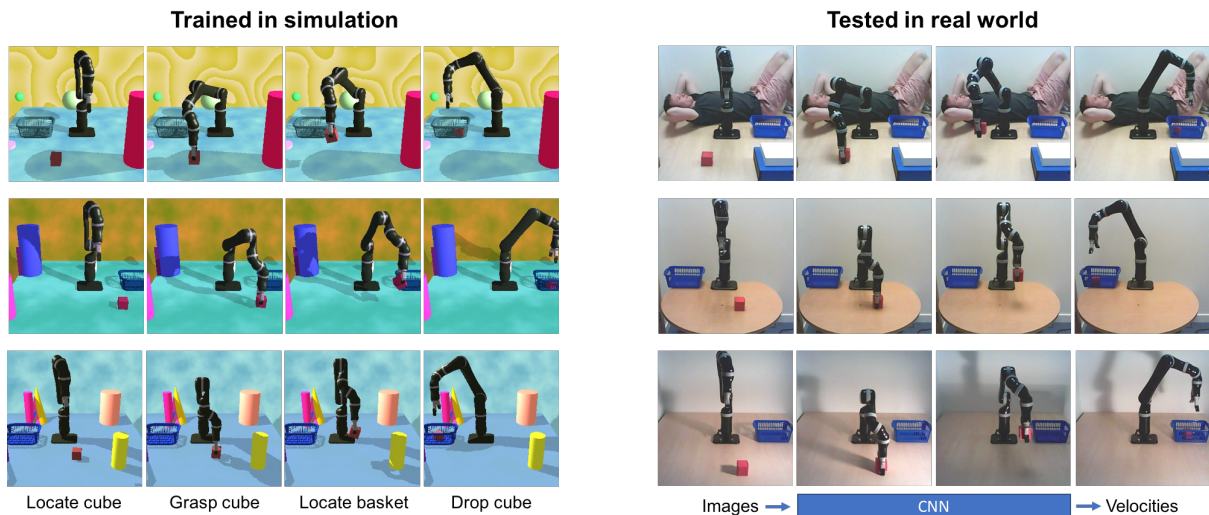 Trained in simulation
Tested in real world
Locate cube
Grasp cube
Locate basket
Drop cube
Images
CNN
Velocities